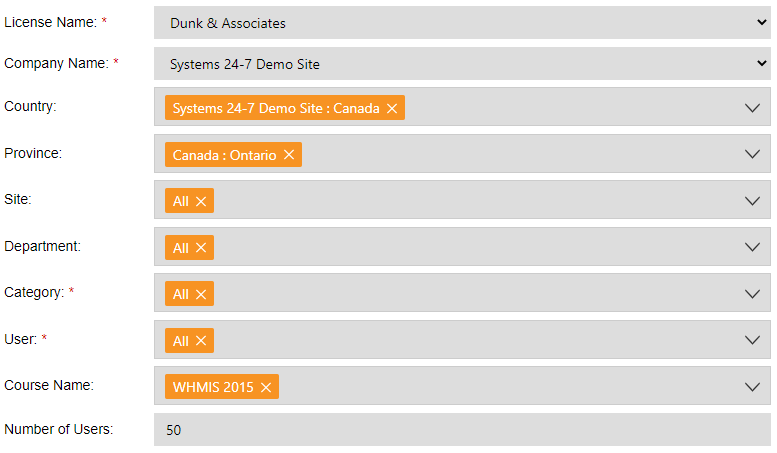 License Name: * Dunk & Associates
Company Name: * Systems 24-7 Demo Site
Country: Systems 24-7 Demo Site : Canada
Province: Canada : Ontario
Site: All
Department: All
Category: * All
User: * All
Course Name: WHMIS 2015
Number of Users: 50